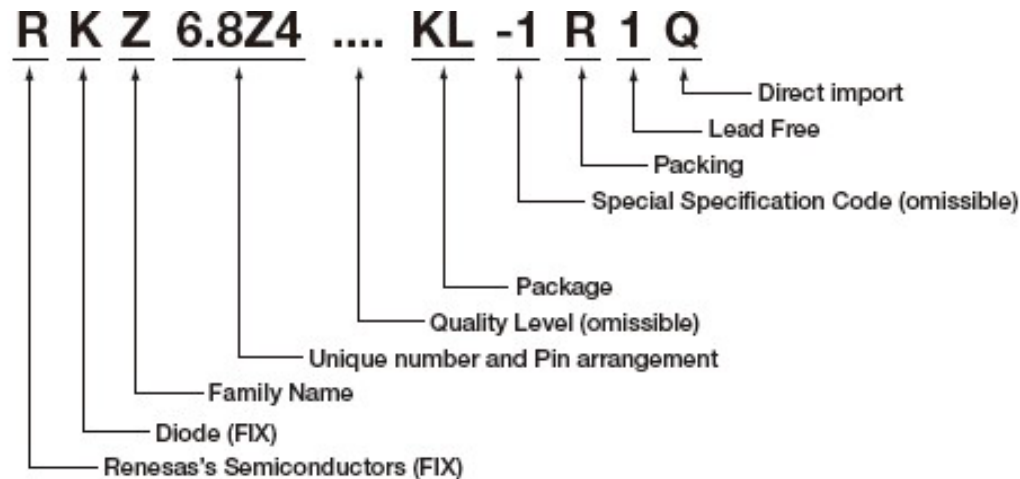 R K Z 6.8Z4 .... KL -1 R 1 Q
Direct import
Lead Free
Packing
Special Specification Code (omissible)
Package
Quality Level (omissible)
Unique number and Pin arrangement
Family Name
Diode (FIX)
Renesas's Semiconductors (FIX)